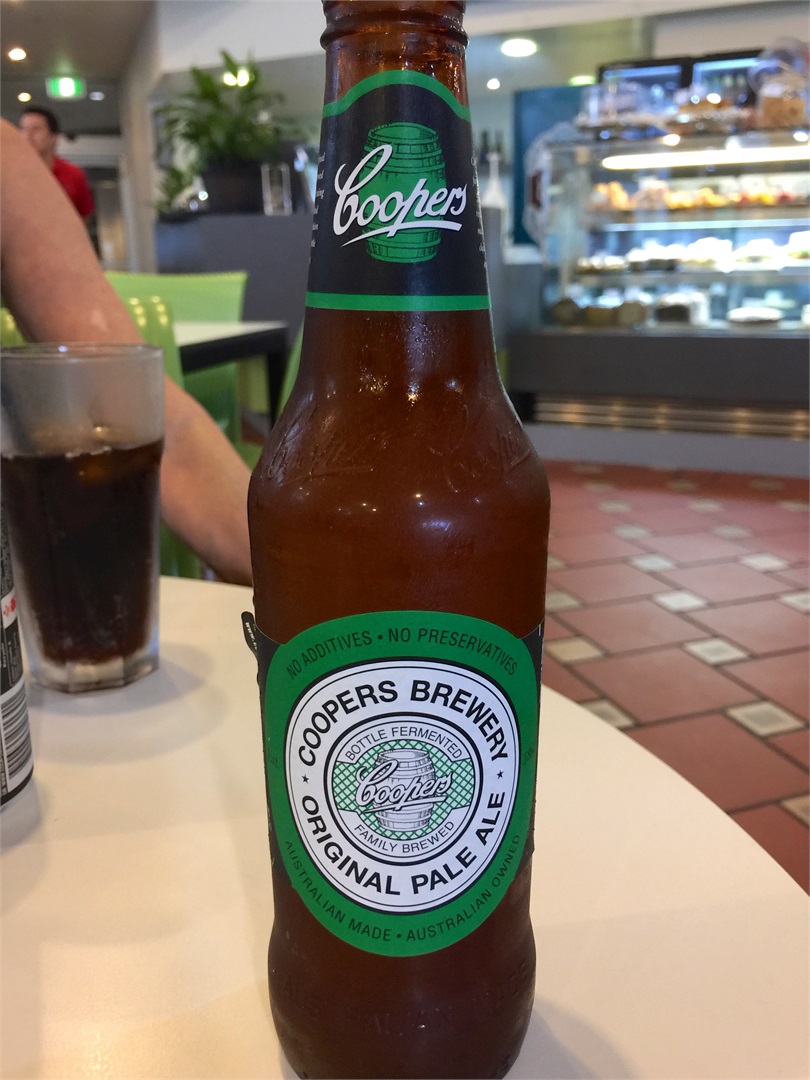 Coopers
NO ADDITIVES • NO PRESERVATIVES
COOPERS BREWERY
BOTTLE FERMENTED
Coopers
FAMILY BREWED
ORIGINAL PALE ALE
AUSTRALIAN MADE • AUSTRALIAN OWNED